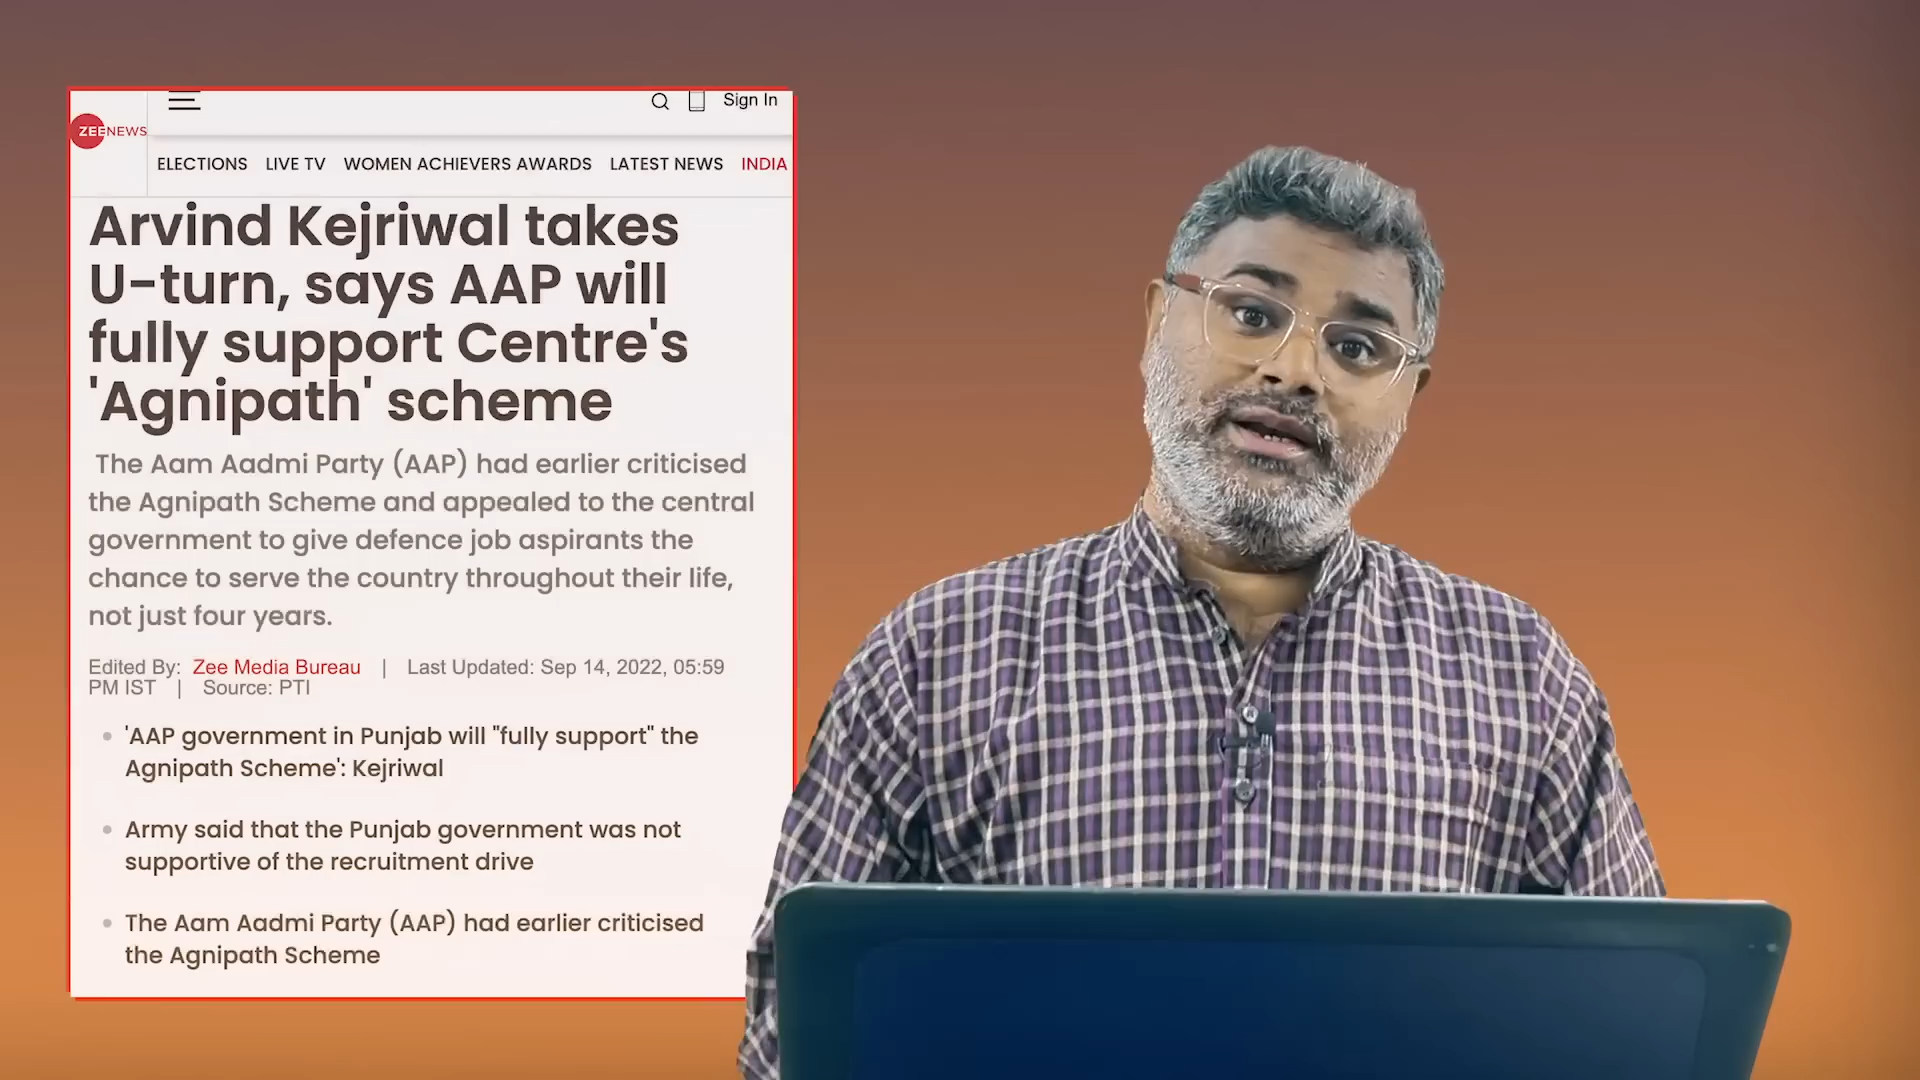 Sign In
ZEENEWS
ELECTIONS LIVE TV WOMEN ACHIEVERS AWARDS LATEST NEWS INDIA
Arvind Kejriwal takes
U-turn, says AAP will
fully support Centre's
'Agnipath' scheme
The Aam Aadmi Party (AAP) had earlier criticised
the Agnipath Scheme and appealed to the central
government to give defence job aspirants the
chance to serve the country throughout their life,
not just four years.
Edited By: Zee Media Bureau | Last Updated: Sep 14, 2022, 05:59
PM IST | Source: PTI
'AAP government in Punjab will "fully support" the
Agnipath Scheme': Kejriwal
Army said that the Punjab government was not
supportive of the recruitment drive
The Aam Aadmi Party (AAP) had earlier criticised
the Agnipath Scheme